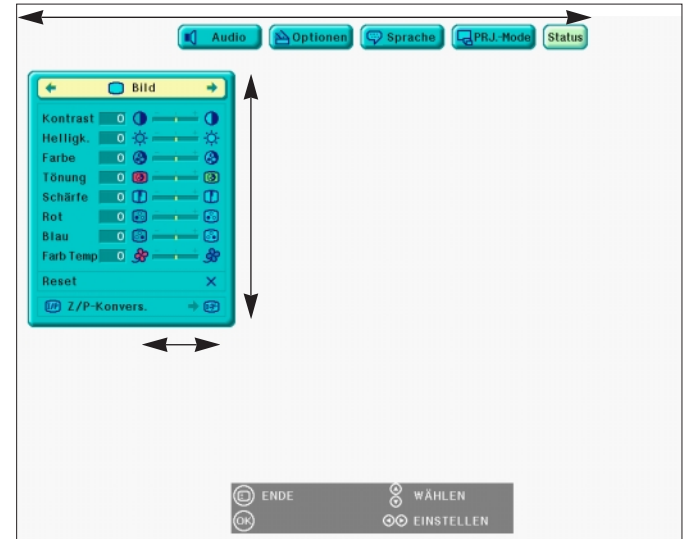 Audio Optionen Sprache PRJ.-Mode Status
Bild
Kontrast 0
Helligk. 0
Farbe 0
Tönung 0
Schärfe 0
Rot 0
Blau 0
Farb Temp 0
Reset
I/P Z/P-Konvers.
ENDE WÄHLEN
OK EINSTELLEN